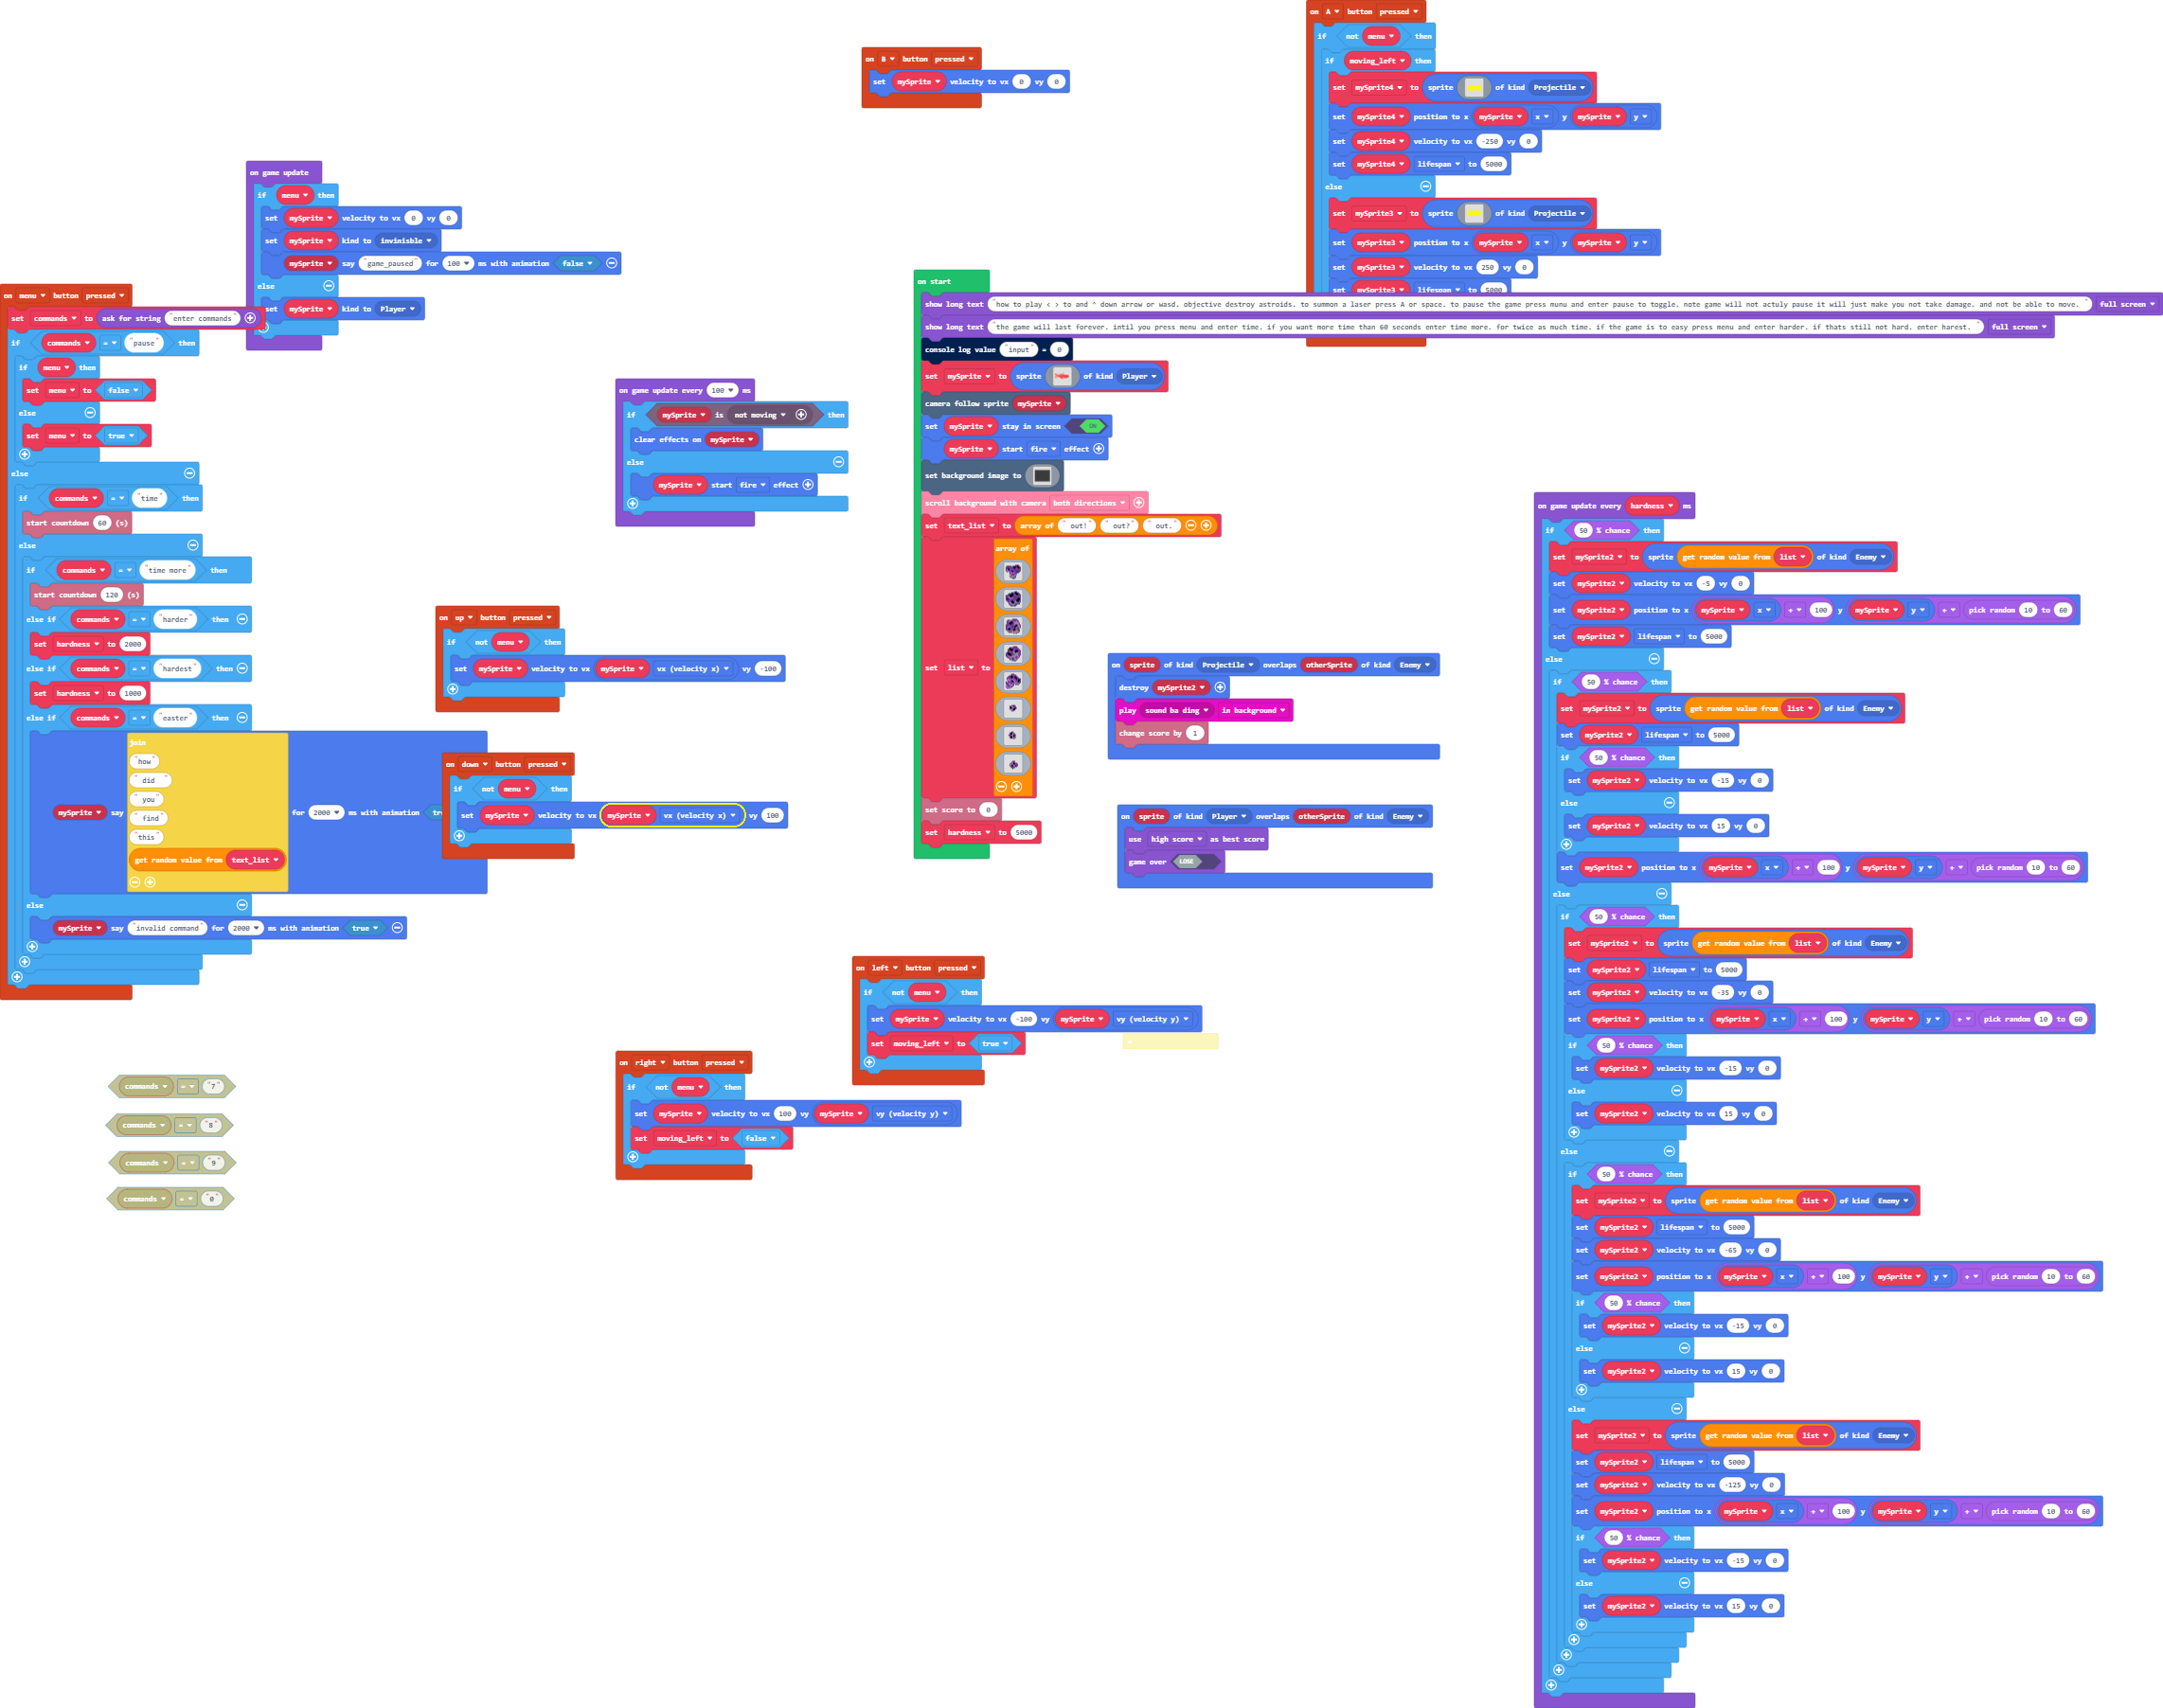 on A button pressed
if not menu then
if moving_left then
set mySprite4 to sprite of kind Projectile
set mySprite4 position to x mySprite x y mySprite y
set mySprite4 velocity to vx -250 vy 0
set mySprite4 lifespan to 5000
else
set mySprite3 to sprite of kind Projectile
set mySprite3 position to x mySprite x y mySprite y
set mySprite3 velocity to vx 250 vy 0
set mySprite3 lifespan to 5000
on B button pressed
set mySprite velocity to vx 0 vy 0
on game update
if menu then
set mySprite velocity to vx 0 vy 0
set mySprite kind to invinisble
mySprite say "game_paused" for 100 ms with animation false
else
set mySprite kind to Player
on menu button pressed
set commands to ask for string "enter commands"
if commands = "pause" then
if menu then
set menu to false
else
set menu to true
else
if commands = "time" then
start countdown 60 (s)
else
if commands = "time more" then
start countdown 120 (s)
else if commands = "harder" then
set hardness to 2000
else if commands = "hardest" then
set hardness to 1000
else if commands = "easter" then
mySprite say join "how" " did " " you" " find" "this" get random value from text_list for 2000 ms with animation
else
mySprite say "invalid command" for 2000 ms with animation true
on start
show long text "how to play < > to and ^ down arrow or wasd. objective destroy astroids. to summon a laser press A or space. to pause the game press munu and enter pause to toggle. note game will not actuly pause it will just make you not take damage. and not be able to move. " full screen
show long text "the game will last forever. intil you press menu and enter time. if you want more time than 60 seconds enter time more. for twice as much time. if the game is to easy press menu and enter harder. if thats still not hard. enter harest. " full screen
console log value "input" = 0
set mySprite to sprite of kind Player
camera follow sprite mySprite
set mySprite stay in screen ON
mySprite start fire effect
set background image to
scroll background with camera both directions
set text_list to array of " out!" " out?" " out."
set list to array of
set score to 0
set hardness to 5000
on game update every 100 ms
if mySprite is not moving then
clear effects on mySprite
else
mySprite start fire effect
on up button pressed
if not menu then
set mySprite velocity to vx mySprite vx (velocity x) vy -100
on down button pressed
if not menu then
set mySprite velocity to vx mySprite vx (velocity x) vy 100
on sprite of kind Projectile overlaps otherSprite of kind Enemy
destroy mySprite2
play sound ba ding in background
change score by 1
on sprite of kind Player overlaps otherSprite of kind Enemy
use high score as best score
game over LOSE
on left button pressed
if not menu then
set mySprite velocity to vx -100 vy mySprite vy (velocity y)
set moving_left to true
on right button pressed
if not menu then
set mySprite velocity to vx 100 vy mySprite vy (velocity y)
set moving_left to false
commands = "7"
commands = "8"
commands = "9"
commands = "0"
on game update every hardness ms
if 50 % chance then
set mySprite2 to sprite get random value from list of kind Enemy
set mySprite2 velocity to vx -5 vy 0
set mySprite2 position to x mySprite x + 100 y mySprite y + pick random 10 to 60
set mySprite2 lifespan to 5000
else
if 50 % chance then
set mySprite2 to sprite get random value from list of kind Enemy
set mySprite2 lifespan to 5000
if 50 % chance then
set mySprite2 velocity to vx -15 vy 0
else
set mySprite2 velocity to vx 15 vy 0
set mySprite2 position to x mySprite x + 100 y mySprite y + pick random 10 to 60
else
if 50 % chance then
set mySprite2 to sprite get random value from list of kind Enemy
set mySprite2 lifespan to 5000
set mySprite2 velocity to vx -35 vy 0
set mySprite2 position to x mySprite x + 100 y mySprite y + pick random 10 to 60
if 50 % chance then
set mySprite2 velocity to vx -15 vy 0
else
set mySprite2 velocity to vx 15 vy 0
else
if 50 % chance then
set mySprite2 to sprite get random value from list of kind Enemy
set mySprite2 lifespan to 5000
set mySprite2 velocity to vx -65 vy 0
set mySprite2 position to x mySprite x + 100 y mySprite y + pick random 10 to 60
if 50 % chance then
set mySprite2 velocity to vx -15 vy 0
else
set mySprite2 velocity to vx 15 vy 0
else
set mySprite2 to sprite get random value from list of kind Enemy
set mySprite2 lifespan to 5000
set mySprite2 velocity to vx -125 vy 0
set mySprite2 position to x mySprite x + 100 y mySprite y + pick random 10 to 60
if 50 % chance then
set mySprite2 velocity to vx -15 vy 0
else
set mySprite2 velocity to vx 15 vy 0